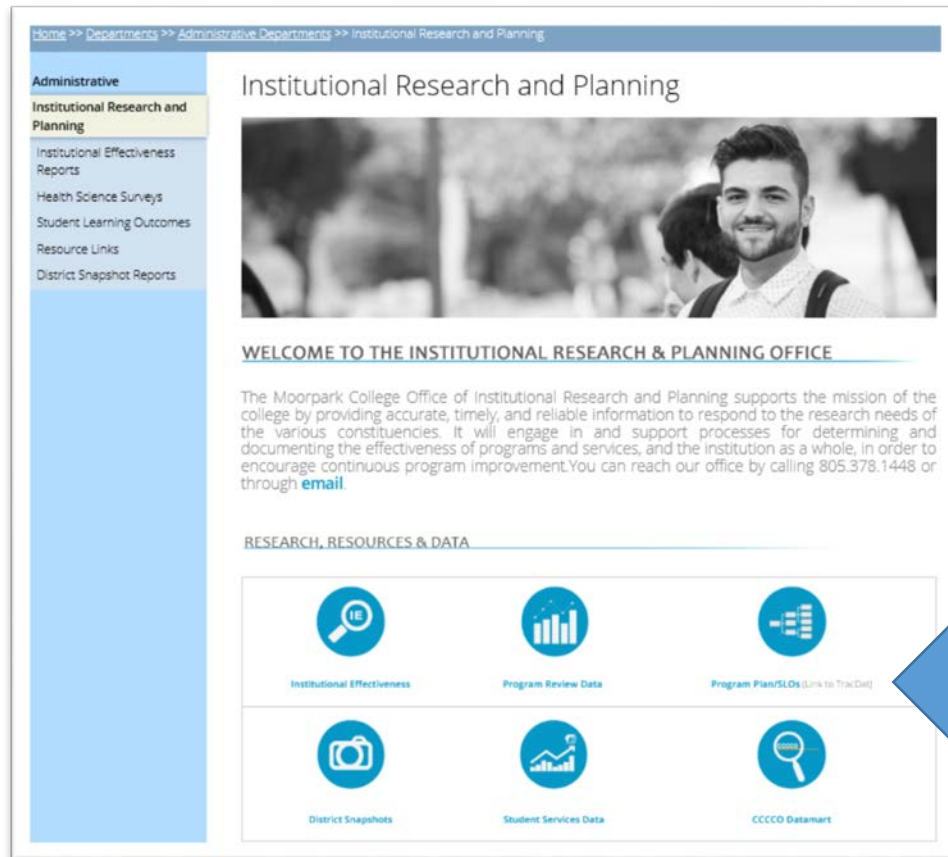 Home >> Departments >> Administrative Departments >> Institutional Research and Planning
Administrative
Institutional Research and
Planning
Institutional Effectiveness
Reports
Health Science Surveys
Student Learning Outcomes
Resource Links
District Snapshot Reports
Institutional Research and Planning
WELCOME TO THE INSTITUTIONAL RESEARCH & PLANNING OFFICE
The Moorpark College Office of Institutional Research and Planning supports the mission of the
college by providing accurate, timely, and reliable information to respond to the research needs of
the various constituencies. It will engage in and support processes for determining and
documenting the effectiveness of programs and services, and the institution as a whole, in order to
encourage continuous program improvement.You can reach our office by calling 805.378.1448 or
through email.
RESEARCH, RESOURCES & DATA
IE
Institutional Effectiveness
Program Review Data
Program Plan/SLOs (Link to TracDat)
District Snapshots
Student Services Data
CCCCO Datamart